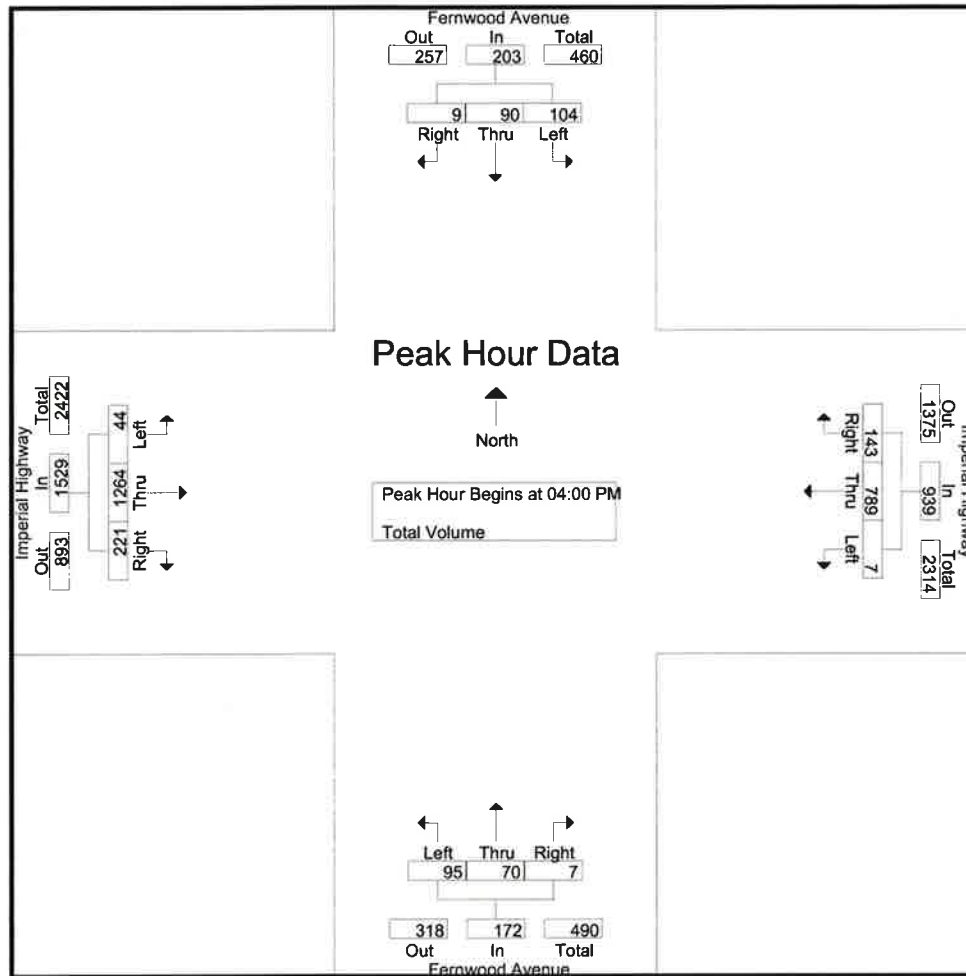 Fernwood Avenue
Out In Total
257 203 460
9 90 104
Right Thru Left
Peak Hour Data
North
Peak Hour Begins at 04:00 PM
Total Volume
Imperial Highway
Total In Out
2422 1529 893
44 1264 221
Left Thru Right
Right Thru Left
143 789 7
Out In Total
1375 939 2314
Imperial Highway
Left Thru Right
95 70 7
318 172 490
Out In Total
Fernwood Avenue